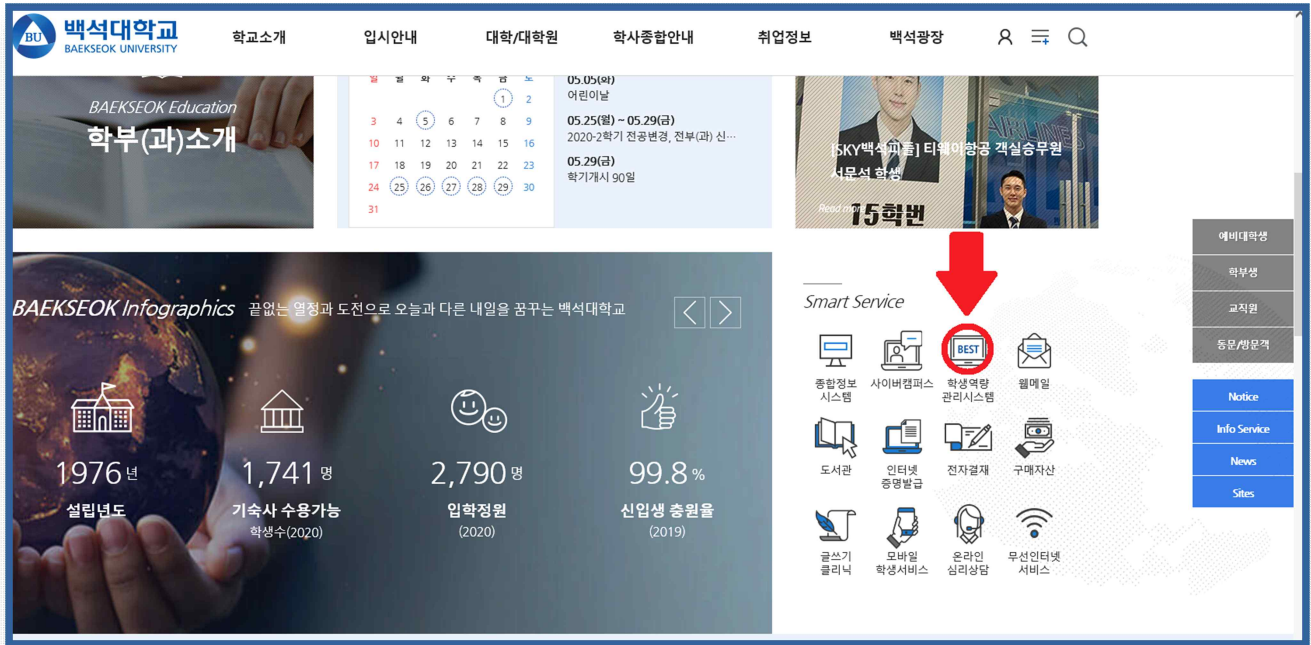 BU
백석대학교
BAEKSEOK UNIVERSITY
학교소개
입시안내
대학/대학원
학사종합안내
취업정보
백석광장
BAEKSEOK Education
학부(과)소개
일 월 화 수 목 금 토
1 2
3 4 5 6 7 8 9
10 11 12 13 14 15 16
17 18 19 20 21 22 23
24 25 26 27 28 29 30
31
05.05(화)
어린이날
05.25(월) ~ 05.29(금)
2020-2학기 전공변경, 전부(과) 신…
05.29(금)
학기개시 90일
AIRLINES
[SKY백석피플] 티웨이항공 객실승무원
서문석 학생
Read more
15학번
예비대학생
학부생
교직원
동문/방문객
Notice
Info Service
News
Sites
BAEKSEOK Infographics
끝없는 열정과 도전으로 오늘과 다른 내일을 꿈꾸는 백석대학교
1976 년
설립년도
1,741 명
기숙사 수용가능
학생수(2020)
2,790 명
입학정원
(2020)
99.8 %
신입생 충원율
(2019)
Smart Service
종합정보
시스템
사이버캠퍼스
BEST
학생역량
관리시스템
웹메일
도서관
인터넷
증명발급
전자결재
구매자산
글쓰기
클리닉
모바일
학생서비스
온라인
심리상담
무선인터넷
서비스